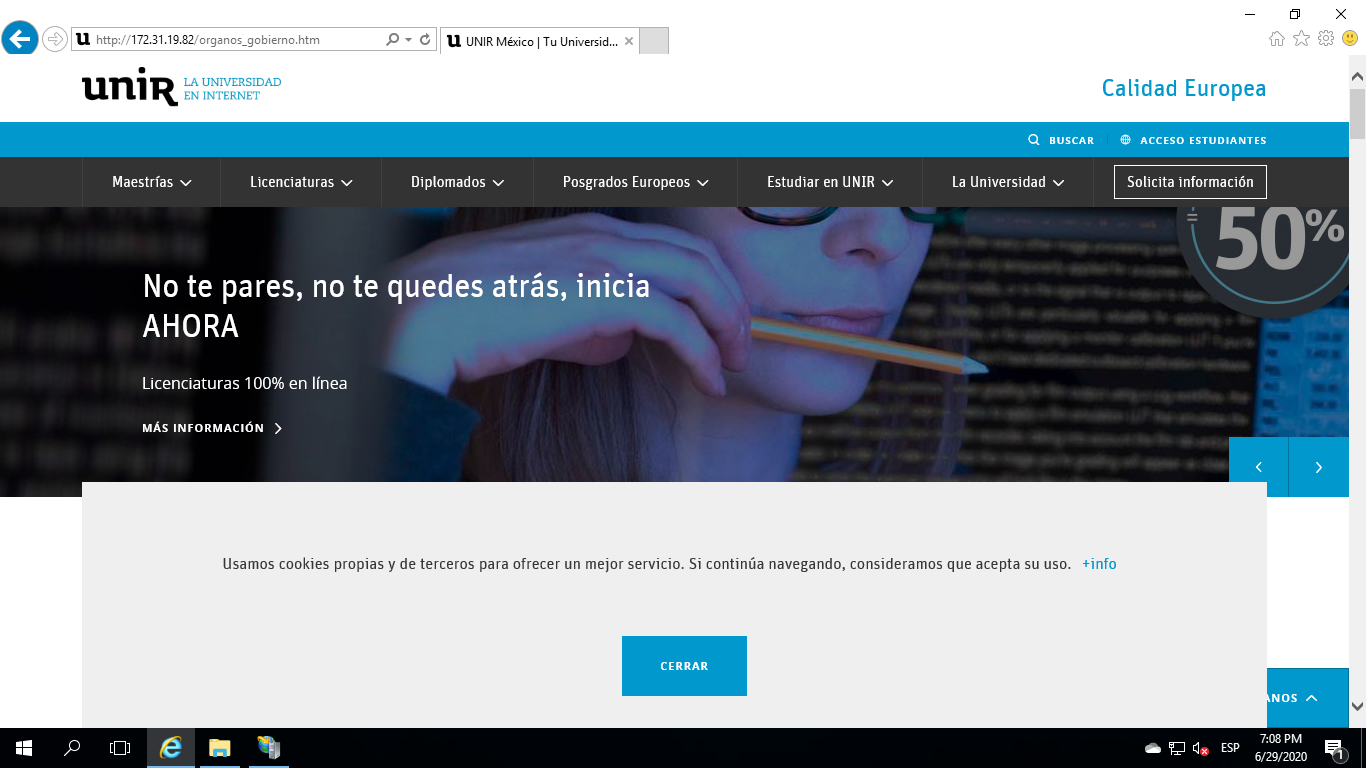 http://172.31.19.82/organos_gobierno.htm
UNIR México | Tu Universid...
unir LA UNIVERSIDAD
EN INTERNET
Calidad Europea
BUSCAR
ACCESO ESTUDIANTES
Maestrías
Licenciaturas
Diplomados
Posgrados Europeos
Estudiar en UNIR
La Universidad
Solicita información
= 50%
No te pares, no te quedes atrás, inicia
AHORA
Licenciaturas 100% en línea
MÁS INFORMACIÓN
Usamos cookies propias y de terceros para ofrecer un mejor servicio. Si continúa navegando, consideramos que acepta su uso. +info
CERRAR
ANOS
ESP
7:08 PM
6/29/2020
1